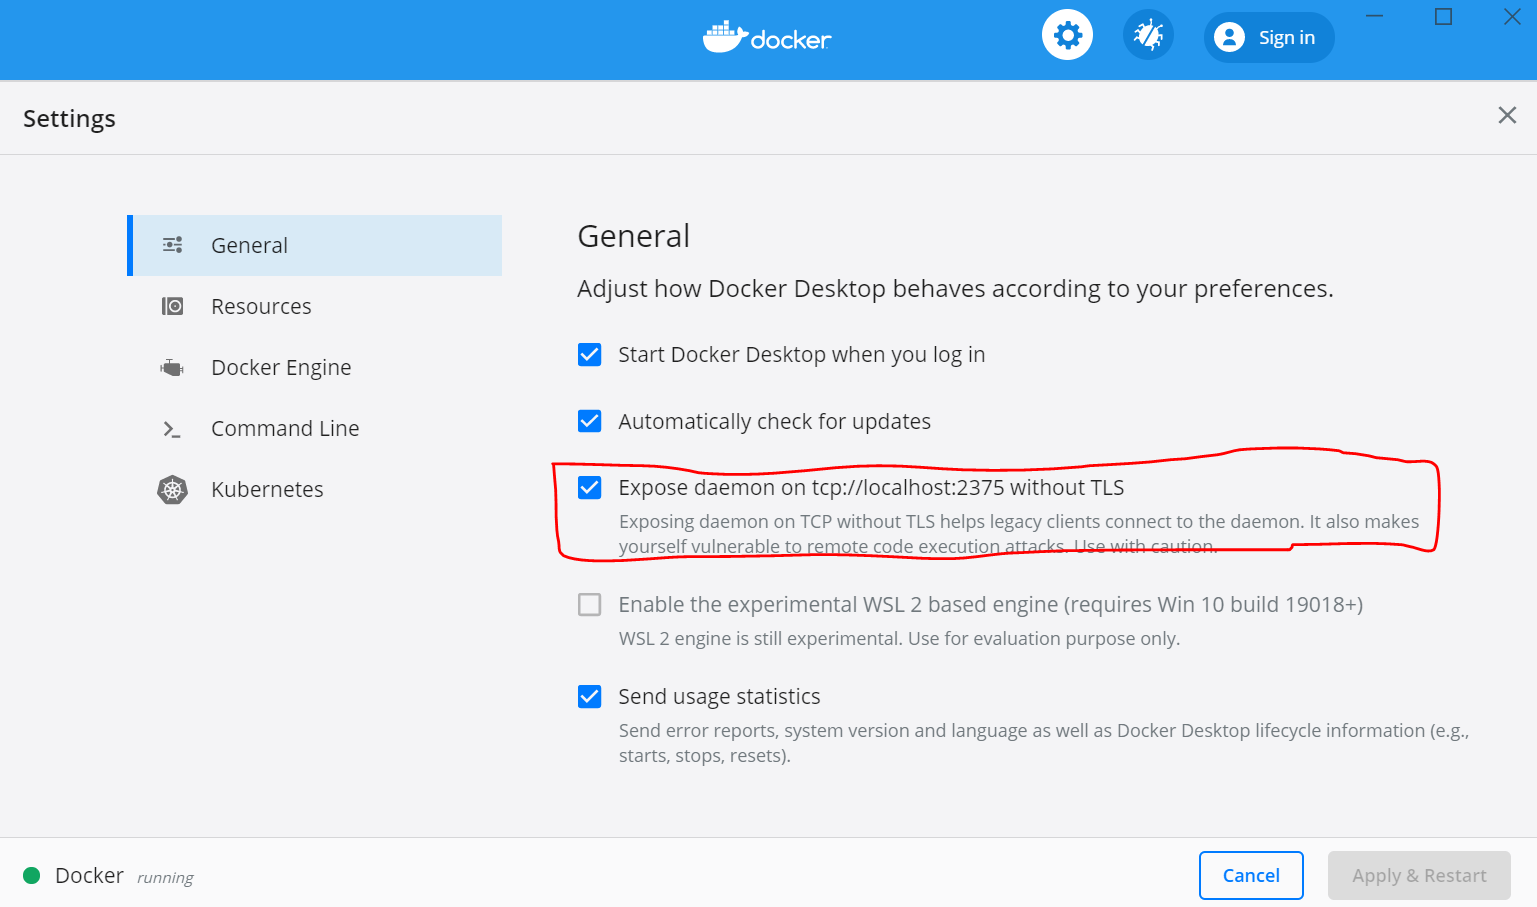 docker
Sign in
Settings
General
Resources
Docker Engine
Command Line
Kubernetes
General
Adjust how Docker Desktop behaves according to your preferences.
Start Docker Desktop when you log in
Automatically check for updates
Expose daemon on tcp://localhost:2375 without TLS
Exposing daemon on TCP without TLS helps legacy clients connect to the daemon. It also makes
yourself vulnerable to remote code execution attacks. Use with caution.
Enable the experimental WSL 2 based engine (requires Win 10 build 19018+)
WSL 2 engine is still experimental. Use for evaluation purpose only.
Send usage statistics
Send error reports, system version and language as well as Docker Desktop lifecycle information (e.g.,
starts, stops, resets).
Docker running
Cancel
Apply & Restart